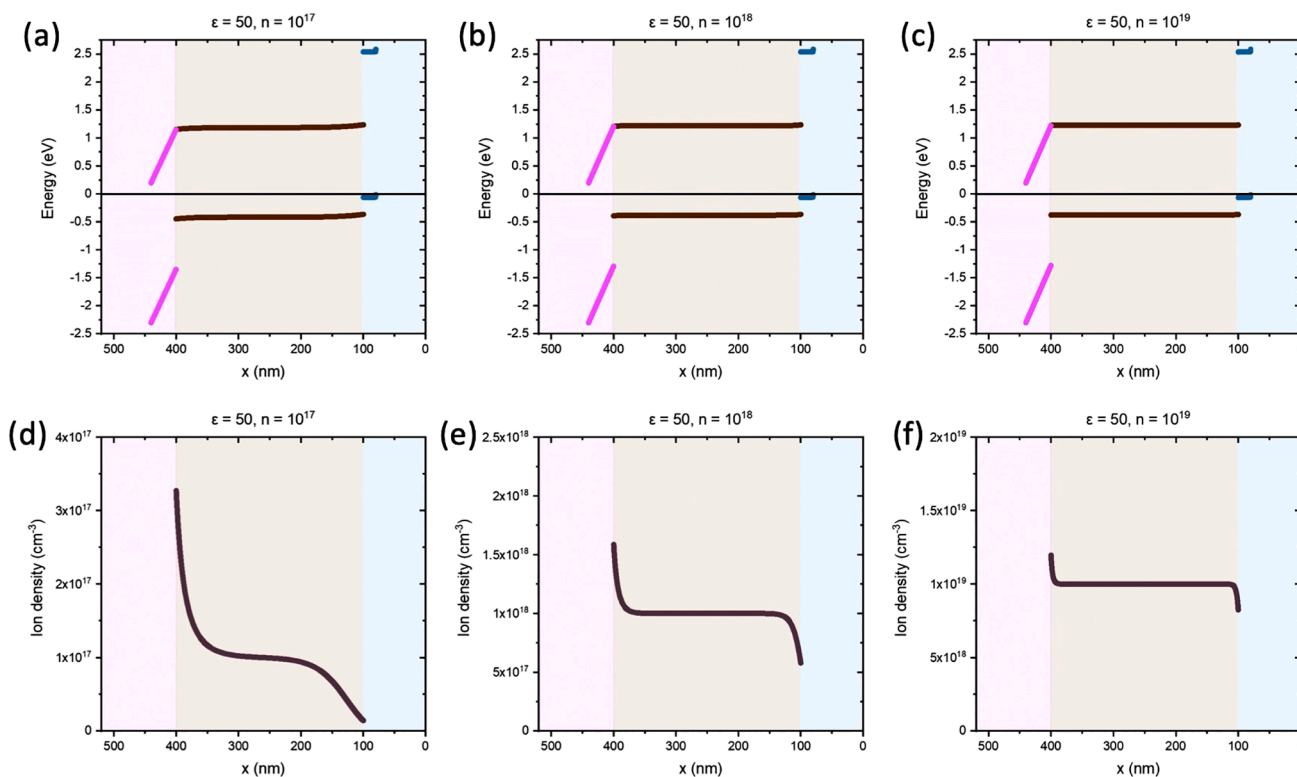 (a)
ε = 50, n = 10¹⁷
2.5
2
1.5
1
0.5
0
-0.5
-1
-1.5
-2
-2.5
Energy (eV)
500
400
300
200
100
0
x (nm)
(b)
ε = 50, n = 10¹⁸
2.5
2
1.5
1
0.5
0
-0.5
-1
-1.5
-2
-2.5
Energy (eV)
500
400
300
200
100
0
x (nm)
(c)
ε = 50, n = 10¹⁹
2.5
2
1.5
1
0.5
0
-0.5
-1
-1.5
-2
-2.5
Energy (eV)
500
400
300
200
100
x (nm)
(d)
ε = 50, n = 10¹⁷
4x10¹⁷
3x10¹⁷
2x10¹⁷
1x10¹⁷
0
Ion density (cm⁻³)
500
400
300
200
100
0
x (nm)
(e)
ε = 50, n = 10¹⁸
2.5x10¹⁸
2x10¹⁸
1.5x10¹⁸
1x10¹⁸
5x10¹⁷
0
Ion density (cm⁻³)
500
400
300
200
100
0
x (nm)
(f)
ε = 50, n = 10¹⁹
2x10¹⁹
1.5x10¹⁹
1x10¹⁹
5x10¹⁸
0
Ion density (cm⁻³)
500
400
300
200
100
x (nm)